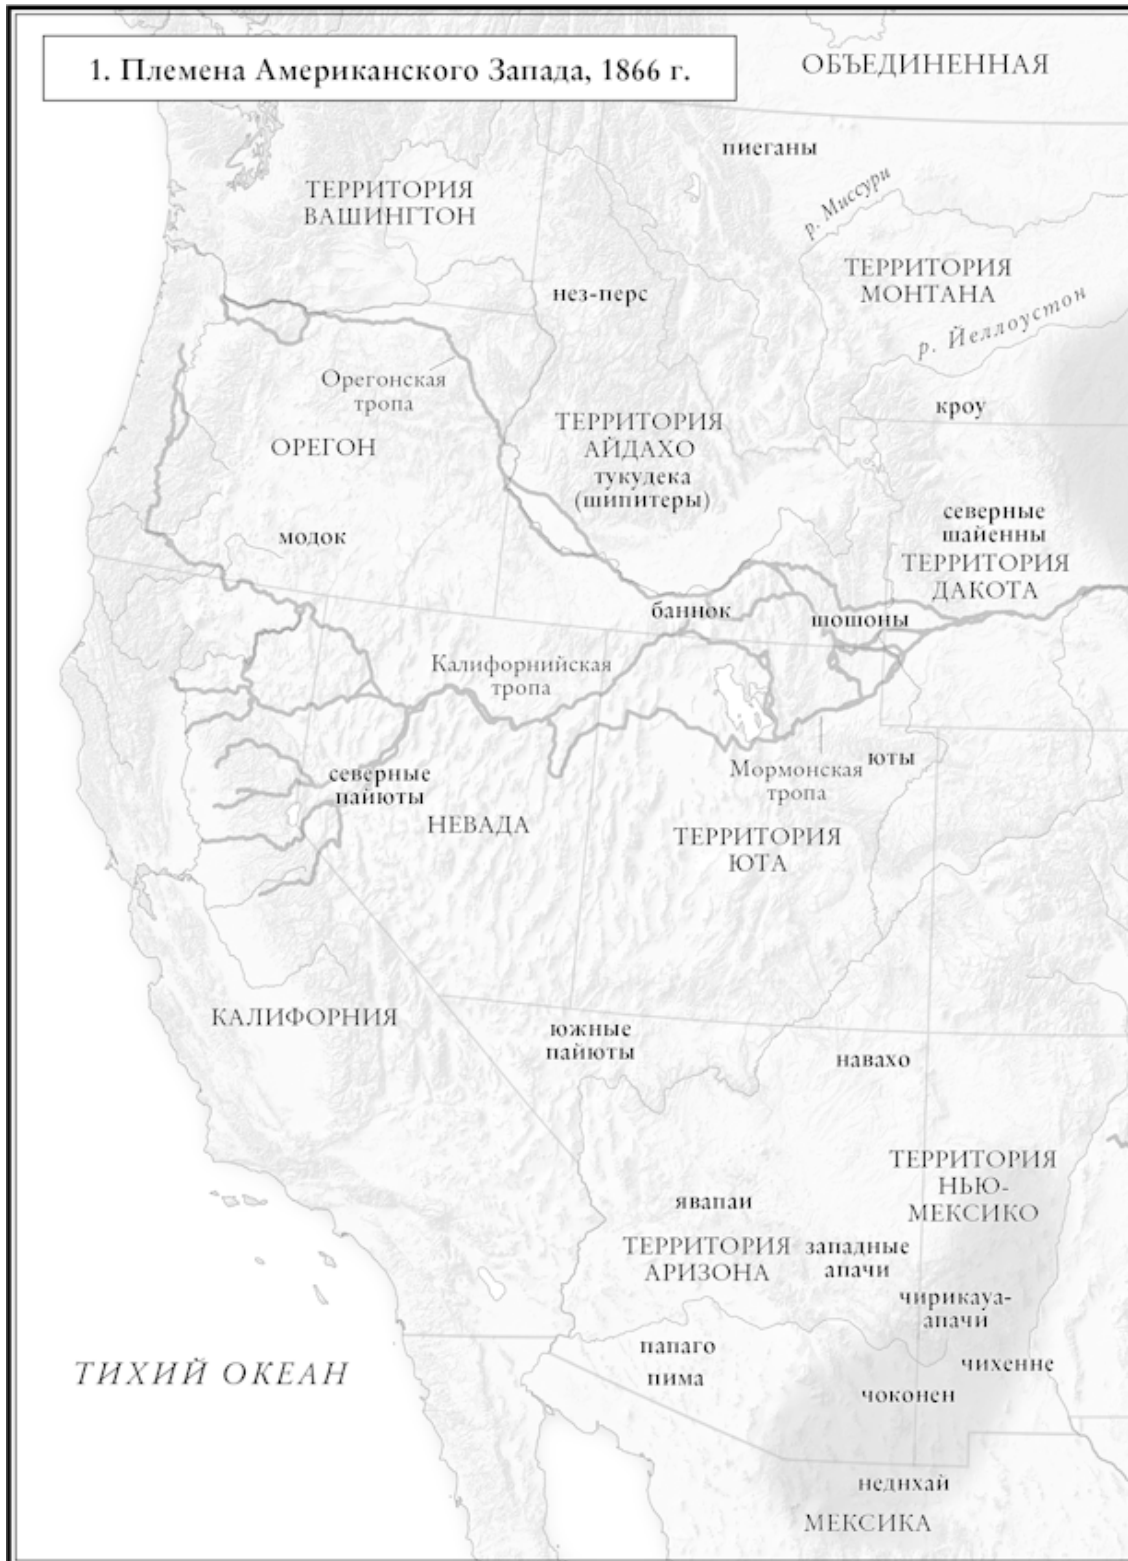 1. Племена Американского Запада, 1866 г.
ОБЪЕДИНЕННАЯ
пиеганы
р. Миссури
ТЕРРИТОРИЯ
ВАШИНГТОН
ТЕРРИТОРИЯ
МОНТАНА
нез-перс
р. Йеллоустон
Орегонская
тропа
кроу
ТЕРРИТОРИЯ
АЙДАХО
ОРЕГОН
тукудека
(шипитеры)
северные
шайенны
модок
ТЕРРИТОРИЯ
ДАКОТА
баннок
шошоны
Калифорнийская
тропа
юты
Мормонская
тропа
северные
пайюты
НЕВАДА
ТЕРРИТОРИЯ
ЮТА
КАЛИФОРНИЯ
южные
пайюты
навахо
ТЕРРИТОРИЯ
НЬЮ-
МЕКСИКО
явапаи
ТЕРРИТОРИЯ
АРИЗОНА
западные
апачи
чирикауа-
апачи
папаго
чихенне
ТИХИЙ ОКЕАН
пима
чоконен
неднхай
МЕКСИКА